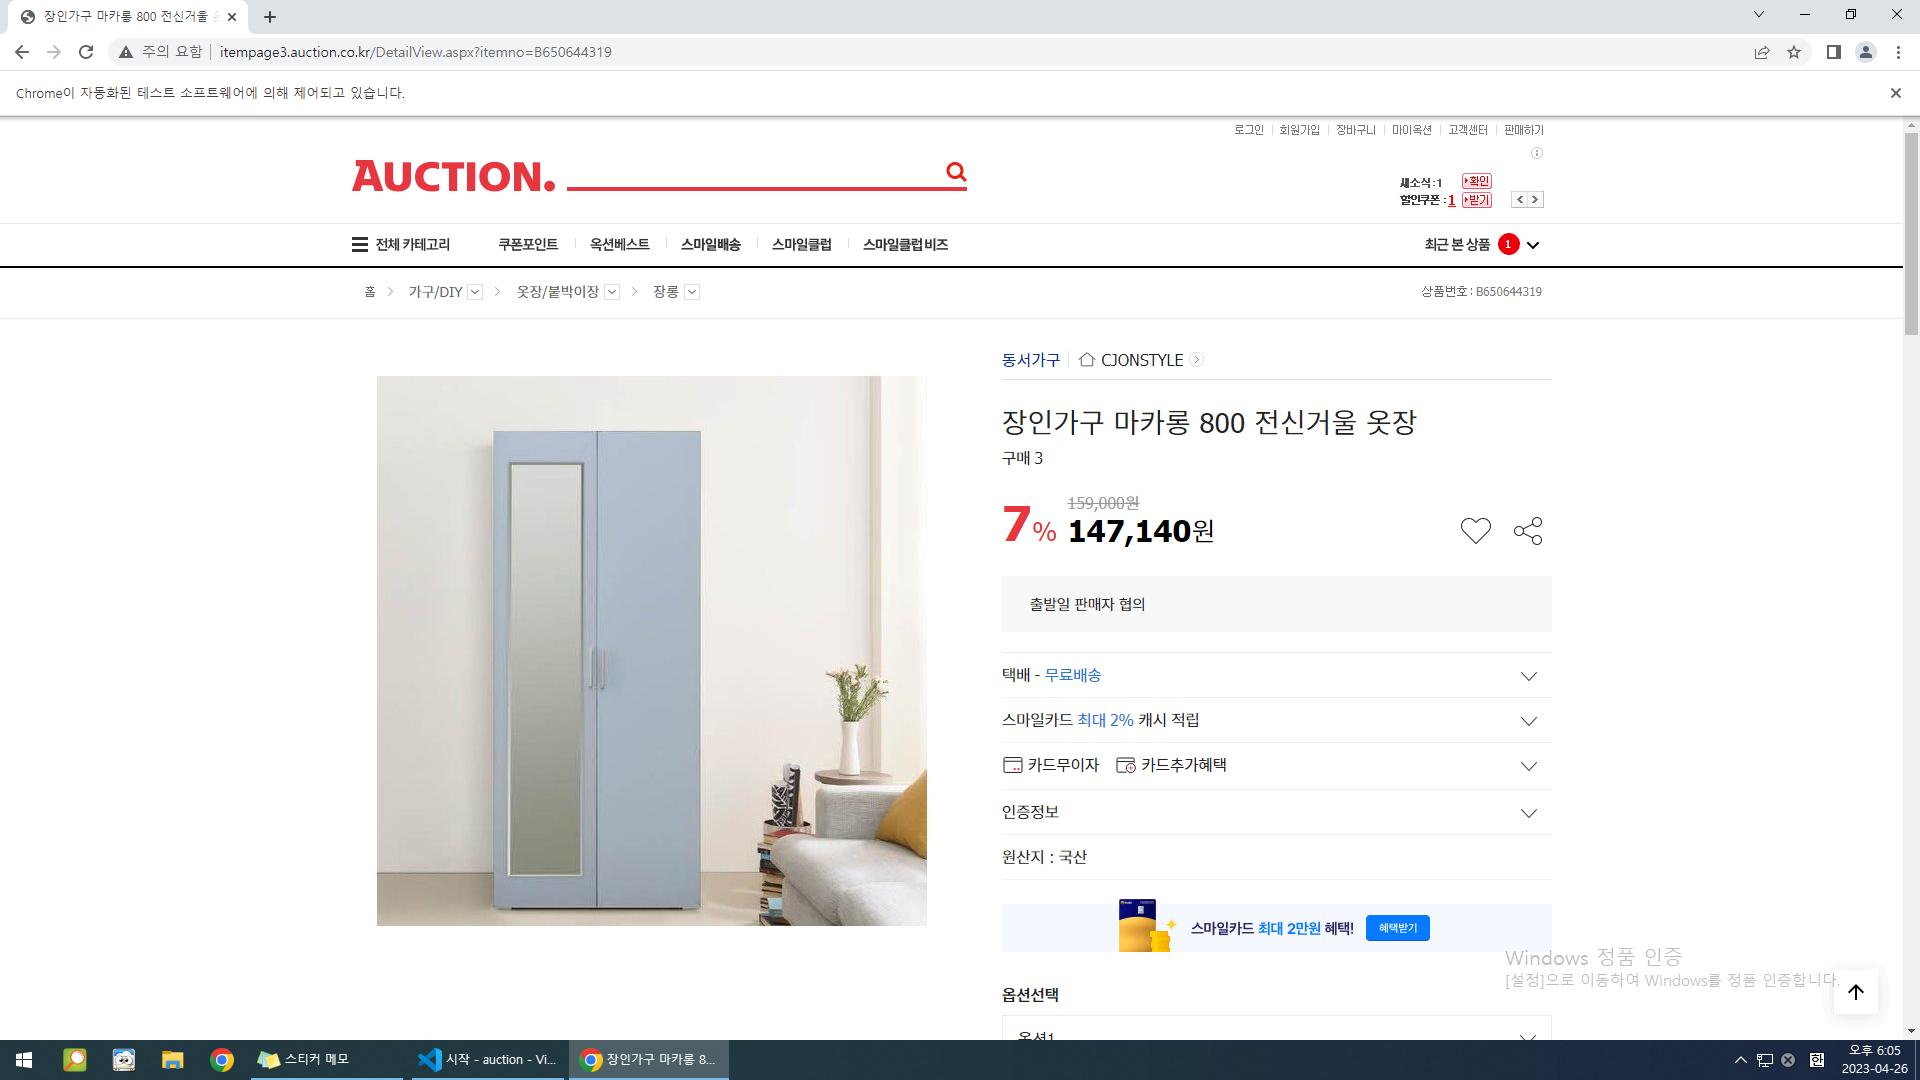 장인가구 마카롱 800 전신거울
주의 요함 itempage3.auction.co.kr/DetailView.aspx?itemno=B650644319
Chrome이 자동화된 테스트 소프트웨어에 의해 제어되고 있습니다.
로그인 회원가입 장바구니 마이옥션 고객센터 판매하기
AUCTION.
새소식:1 확인
할인쿠폰:1 받기
전체 카테고리 쿠폰포인트 옥션베스트 스마일배송 스마일클럽 스마일클럽 비즈 최근 본 상품 1
홈 가구/DIY 옷장/붙박이장 장롱 상품번호 : B650644319
동서가구 CJONSTYLE
장인가구 마카롱 800 전신거울 옷장
구매 3
159,000원
7% 147,140원
출발일 판매자 협의
택배 - 무료배송
스마일카드 최대 2% 캐시 적립
카드무이자 카드추가혜택
인증정보
원산지 : 국산
스마일카드 최대 2만원 혜택! 혜택받기
Windows 정품 인증
[설정]으로 이동하여 Windows를 정품 인증합니다.
옵션선택
옵션1
스티커 메모 시작 - auction - Vi... 장인가구 마카롱 8... 한 오후 6:05
2023-04-26